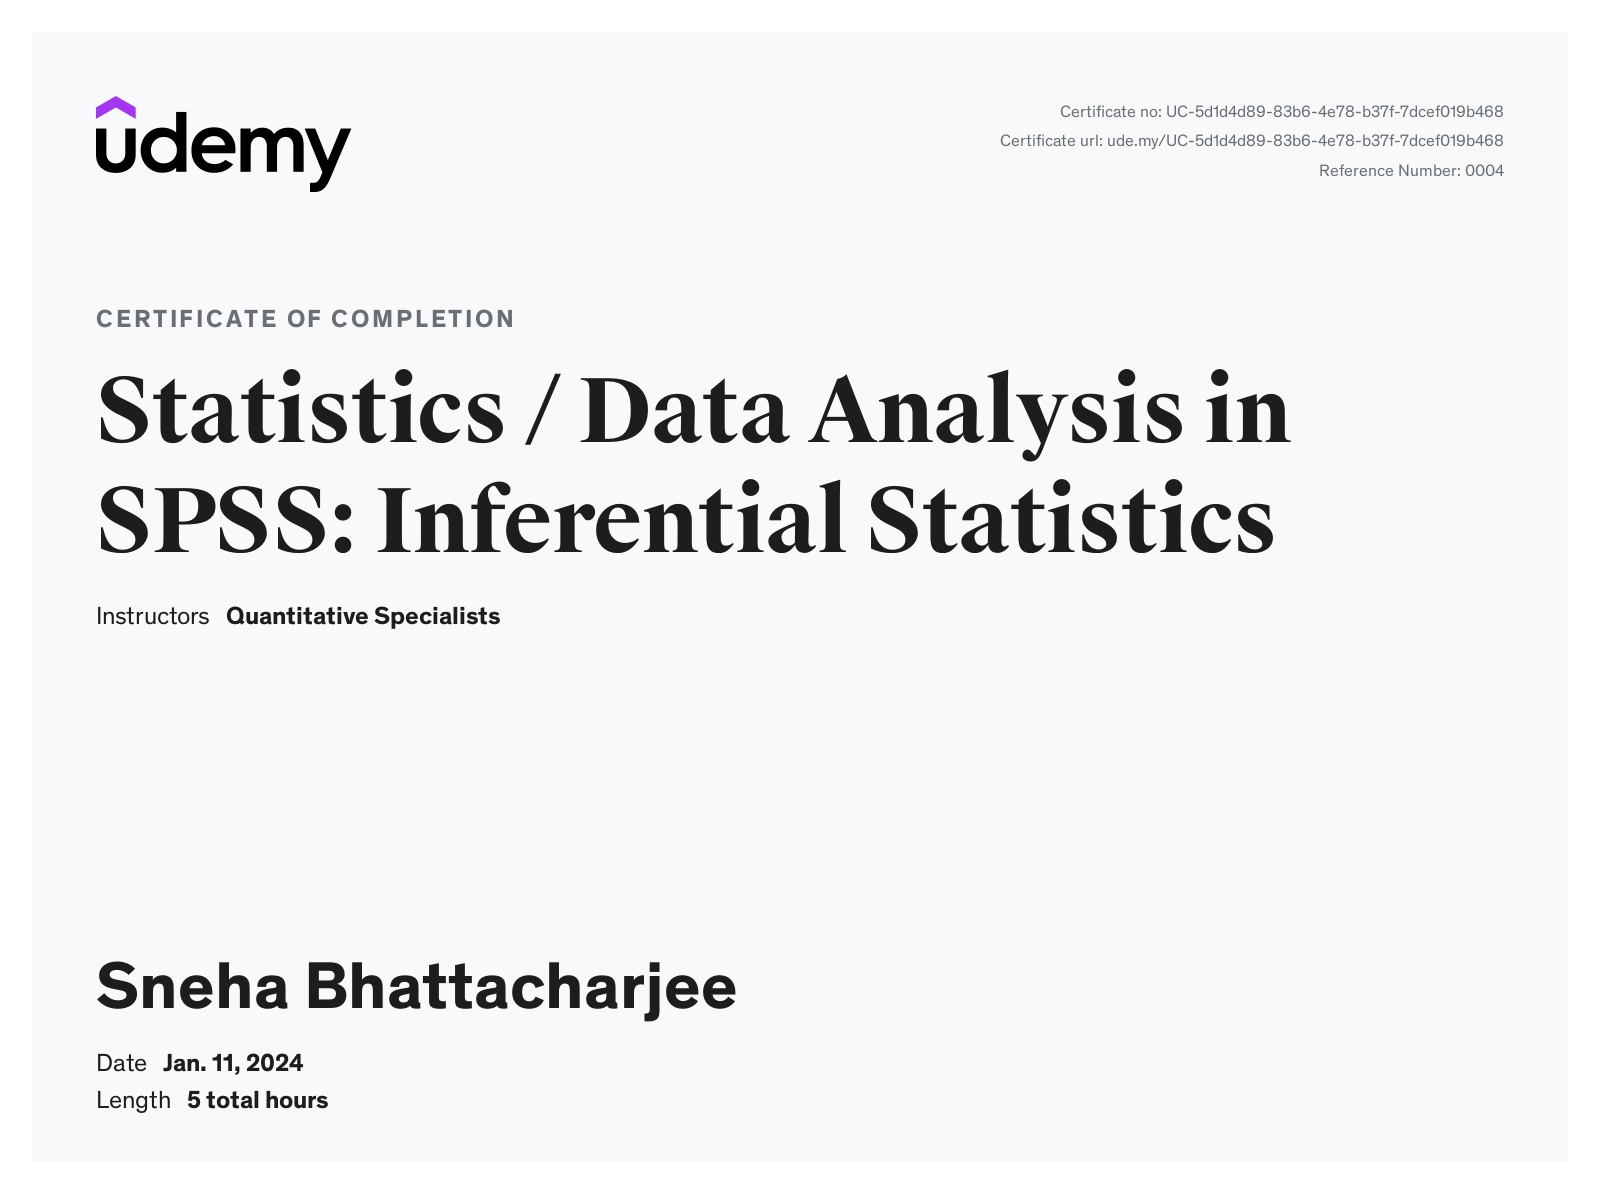 udemy
Certificate no: UC-5d1d4d89-83b6-4e78-b37f-7dcef019b468
Certificate url: ude.my/UC-5d1d4d89-83b6-4e78-b37f-7dcef019b468
Reference Number: 0004
CERTIFICATE OF COMPLETION
Statistics / Data Analysis in
SPSS: Inferential Statistics
Instructors Quantitative Specialists
Sneha Bhattacharjee
Date Jan. 11, 2024
Length 5 total hours